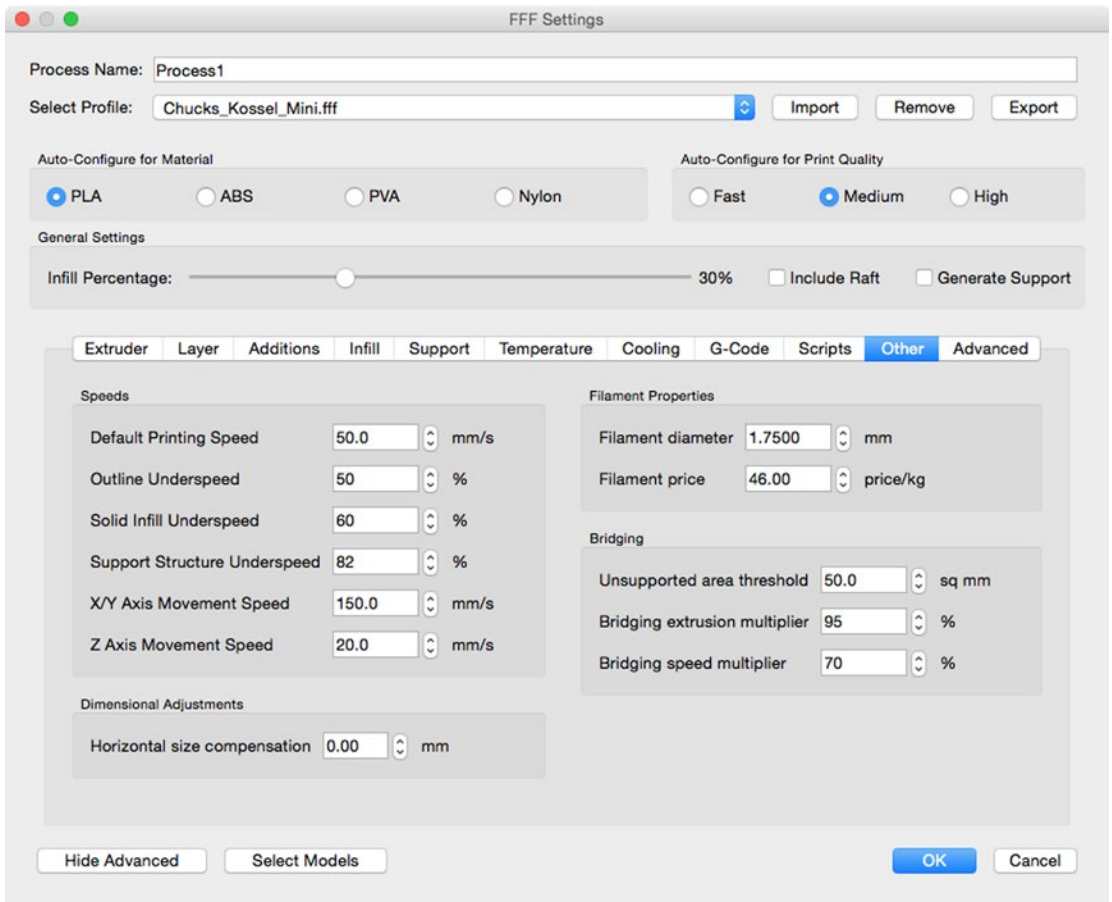 FFF Settings
Process Name: Process1
Select Profile: Chucks_Kossel_Mini.fff Import Remove Export
Auto-Configure for Material
PLA ABS PVA Nylon
Auto-Configure for Print Quality
Fast Medium High
General Settings
Infill Percentage: 30% Include Raft Generate Support
Extruder Layer Additions Infill Support Temperature Cooling G-Code Scripts Other Advanced
Speeds
Default Printing Speed 50.0 mm/s
Outline Underspeed 50 %
Solid Infill Underspeed 60 %
Support Structure Underspeed 82 %
X/Y Axis Movement Speed 150.0 mm/s
Z Axis Movement Speed 20.0 mm/s
Dimensional Adjustments
Horizontal size compensation 0.00 mm
Filament Properties
Filament diameter 1.7500 mm
Filament price 46.00 price/kg
Bridging
Unsupported area threshold 50.0 sq mm
Bridging extrusion multiplier 95 %
Bridging speed multiplier 70 %
Hide Advanced Select Models OK Cancel